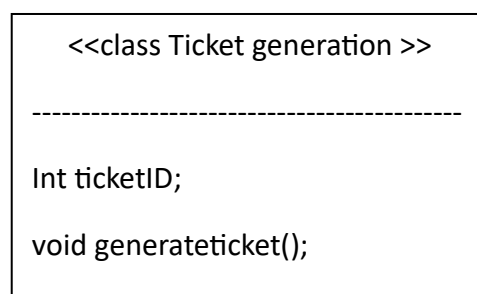 <<class Ticket generation >>
-------------------------------------------
Int ticketID;
void generateticket();